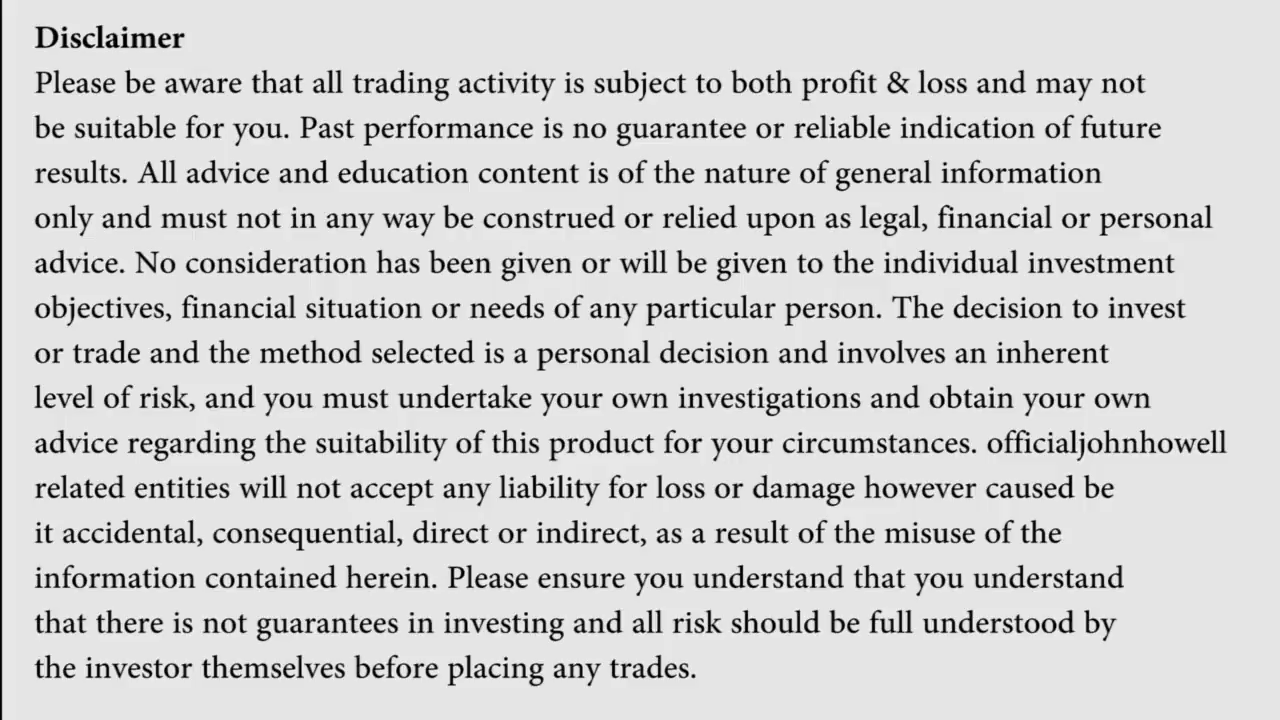 Disclaimer
Please be aware that all trading activity is subject to both profit & loss and may not
be suitable for you. Past performance is no guarantee or reliable indication of future
results. All advice and education content is of the nature of general information
only and must not in any way be construed or relied upon as legal, financial or personal
advice. No consideration has been given or will be given to the individual investment
objectives, financial situation or needs of any particular person. The decision to invest
or trade and the method selected is a personal decision and involves an inherent
level of risk, and you must undertake your own investigations and obtain your own
advice regarding the suitability of this product for your circumstances. officialjohnhowell
related entities will not accept any liability for loss or damage however caused be
it accidental, consequential, direct or indirect, as a result of the misuse of the
information contained herein. Please ensure you understand that you understand
that there is not guarantees in investing and all risk should be full understood by
the investor themselves before placing any trades.